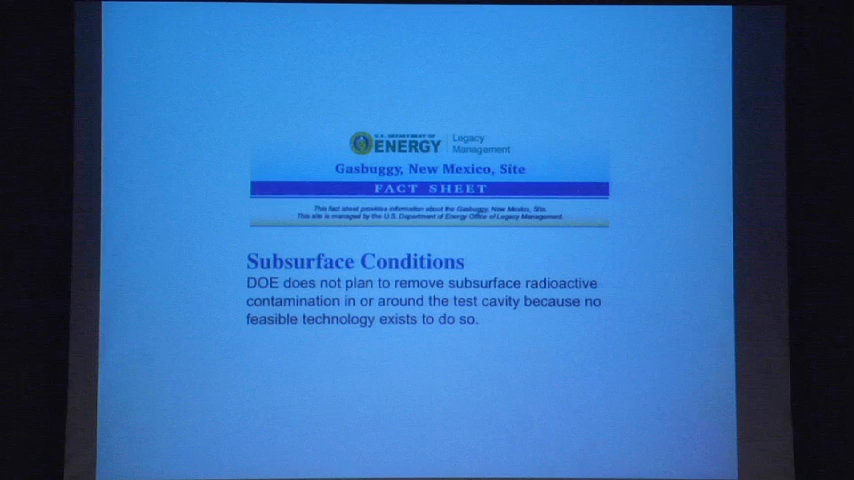 U.S. DEPARTMENT OF
ENERGY
Legacy
Management
Gasbuggy, New Mexico, Site
FACT SHEET
This fact sheet provides information about the Gasbuggy, New Mexico, Site.
This site is managed by the U.S. Department of Energy Office of Legacy Management.
Subsurface Conditions
DOE does not plan to remove subsurface radioactive
contamination in or around the test cavity because no
feasible technology exists to do so.